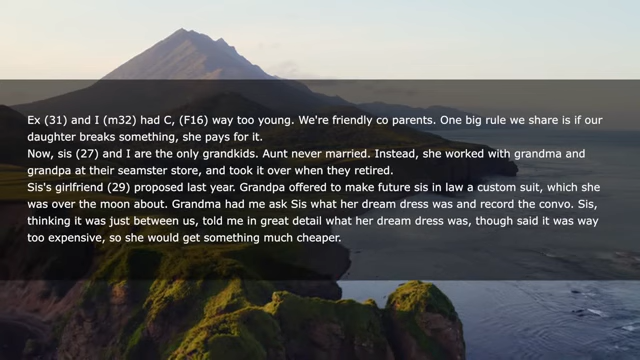 Ex (31) and I (m32) had C, (F16) way too young. We're friendly co parents. One big rule we share is if our
daughter breaks something, she pays for it.
Now, sis (27) and I are the only grandkids. Aunt never married. Instead, she worked with grandma and
grandpa at their seamster store, and took it over when they retired.
Sis's girlfriend (29) proposed last year. Grandpa offered to make future sis in law a custom suit, which she
was over the moon about. Grandma had me ask Sis what her dream dress was and record the convo. Sis,
thinking it was just between us, told me in great detail what her dream dress was, though said it was way
too expensive, so she would get something much cheaper.